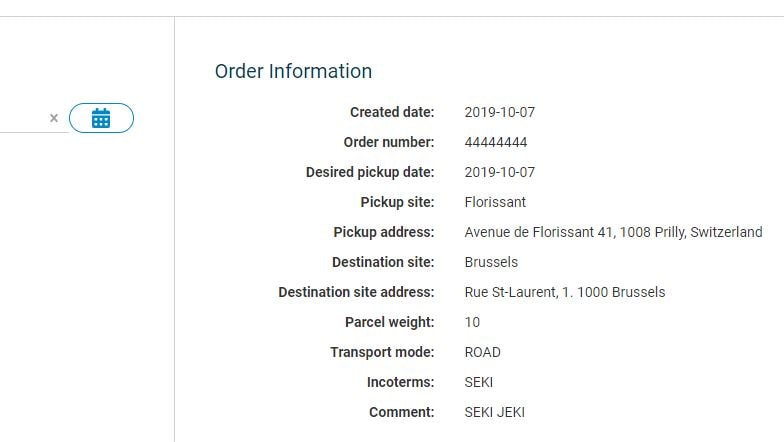 Order Information
Created date: 2019-10-07
Order number: 44444444
Desired pickup date: 2019-10-07
Pickup site: Florissant
Pickup address: Avenue de Florissant 41, 1008 Prilly, Switzerland
Destination site: Brussels
Destination site address: Rue St-Laurent, 1. 1000 Brussels
Parcel weight: 10
Transport mode: ROAD
Incoterms: SEKI
Comment: SEKI JEKI